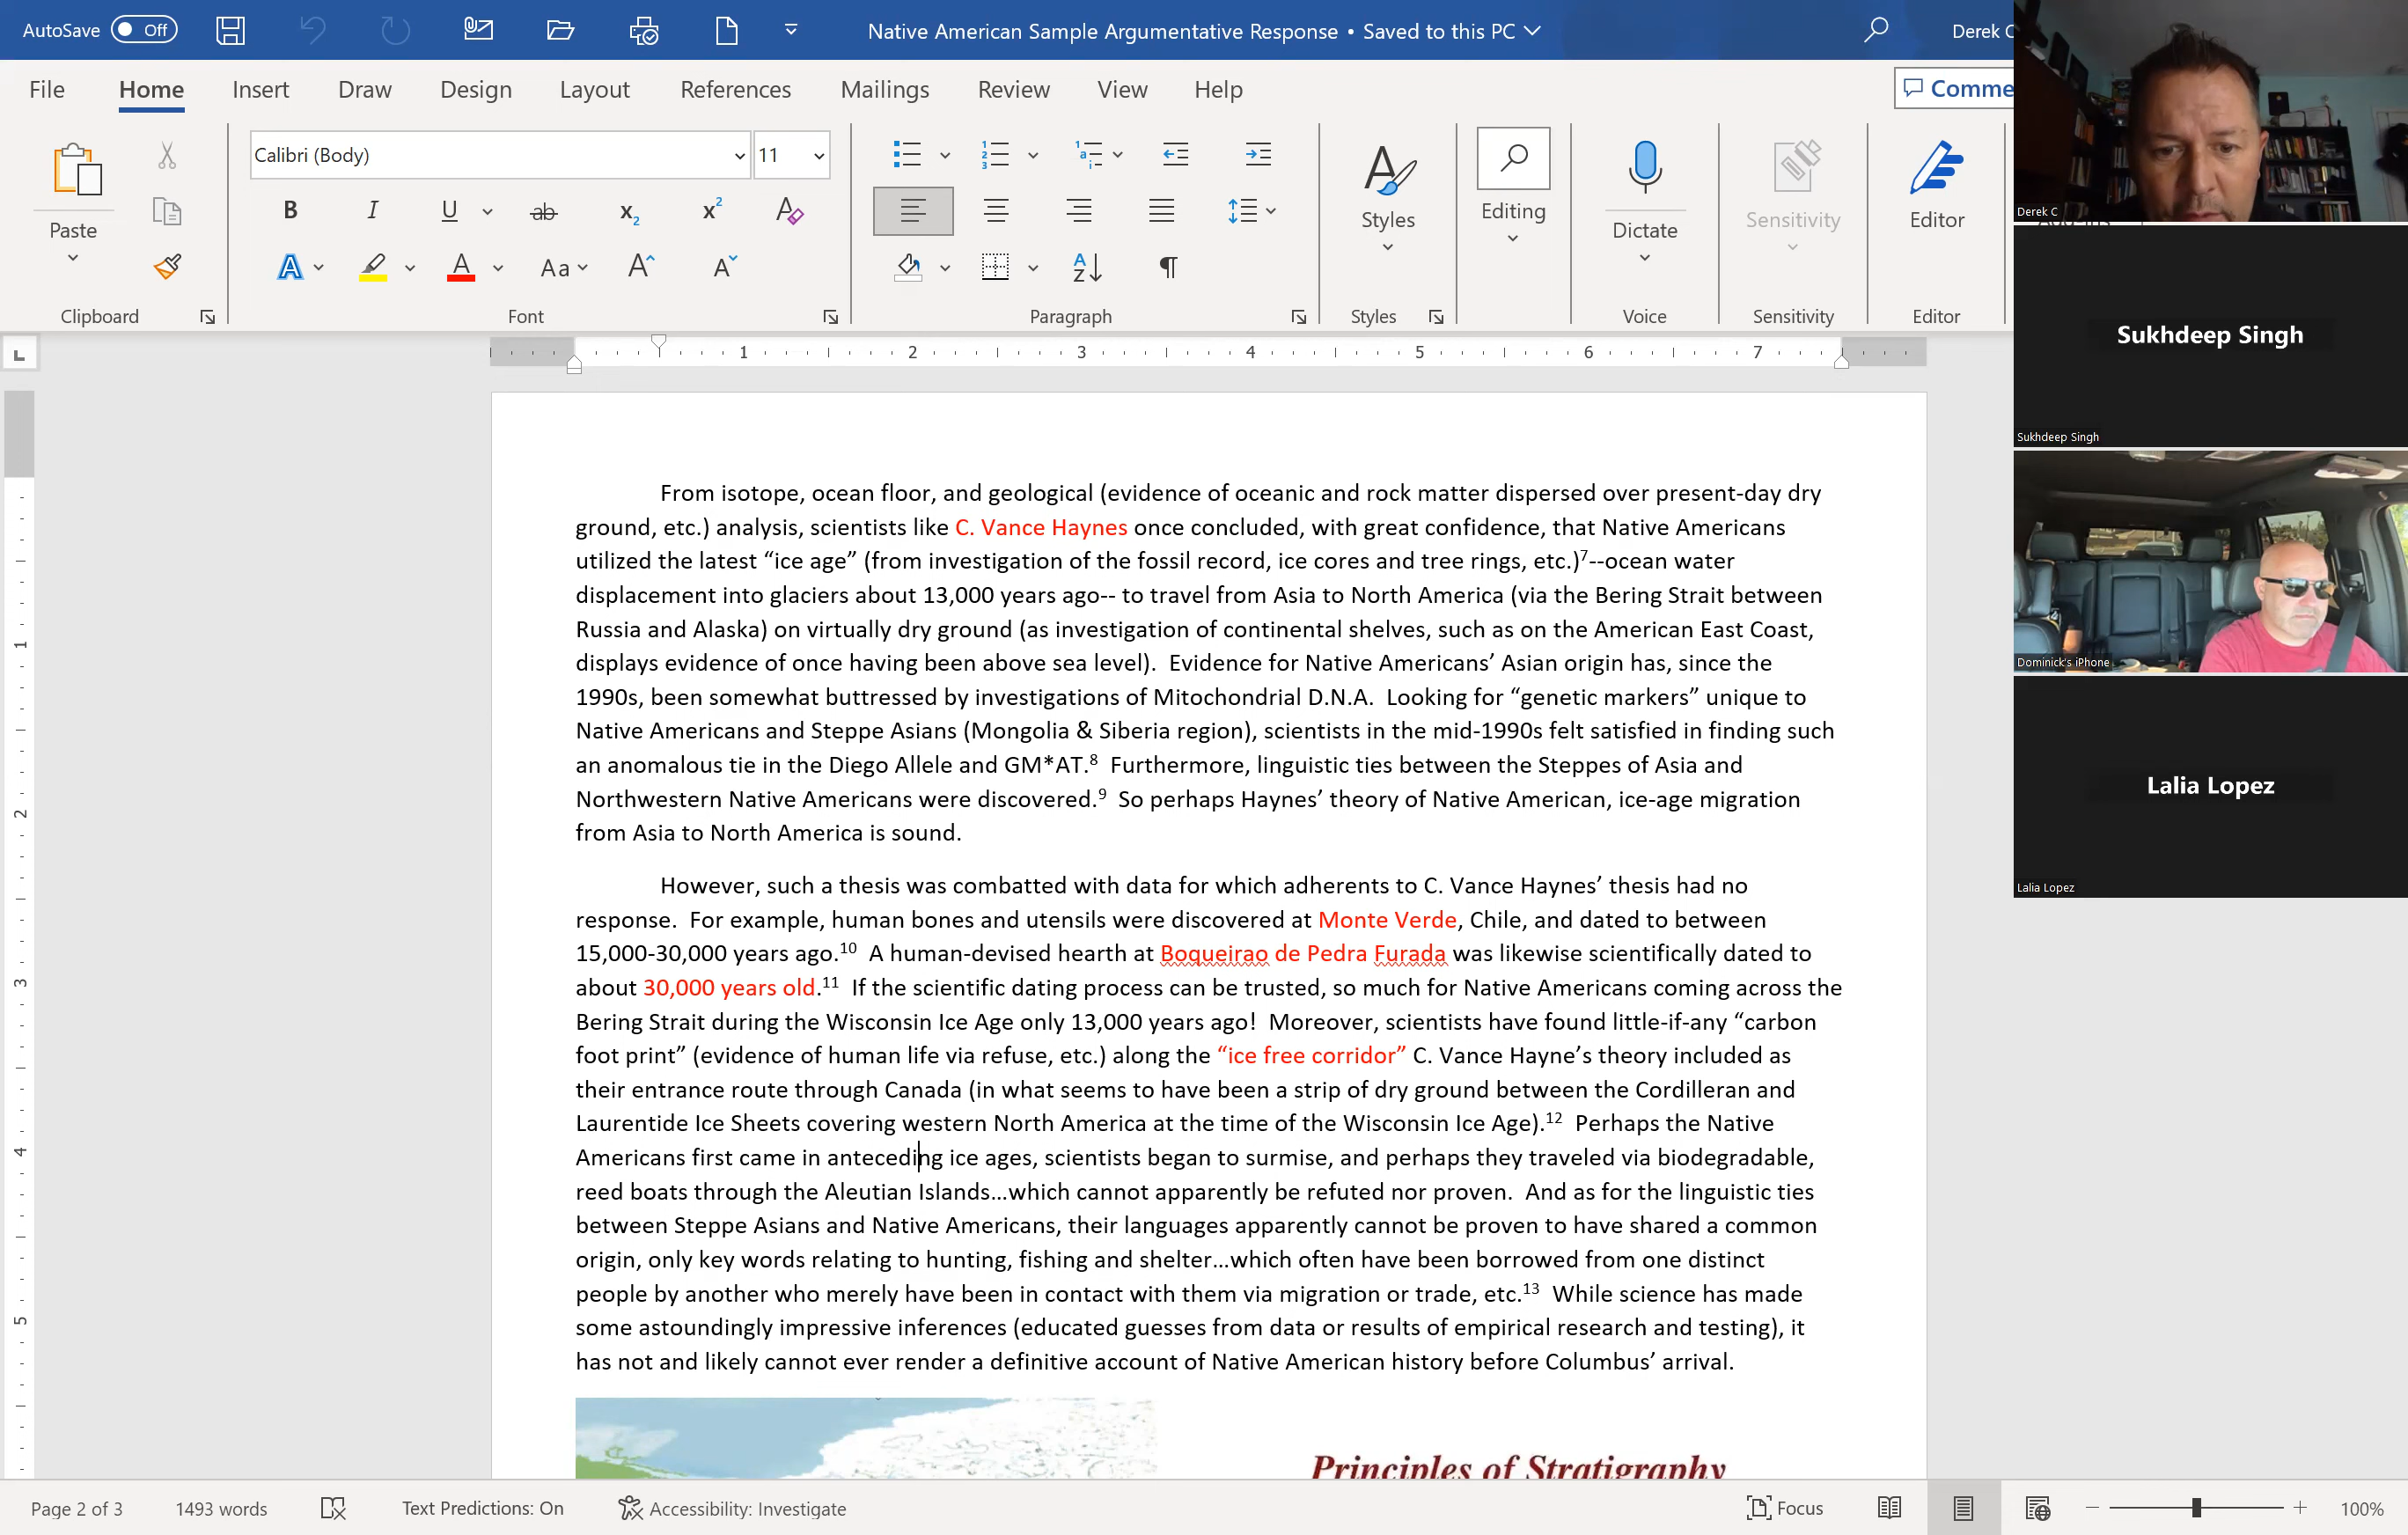 AutoSave Off Native American Sample Argumentative Response • Saved to this PC Derek C
File Home Insert Draw Design Layout References Mailings Review View Help Comme
Calibri (Body) 11
Paste B I U ab x2 x2 A Styles Editing Dictate Sensitivity Editor
A A Aa A A A Z ¶
Clipboard Font Paragraph Styles Voice Sensitivity Editor
L 1 2 3 4 5 6 7
From isotope, ocean floor, and geological (evidence of oceanic and rock matter dispersed over present-day dry
ground, etc.) analysis, scientists like C. Vance Haynes once concluded, with great confidence, that Native Americans
utilized the latest “ice age” (from investigation of the fossil record, ice cores and tree rings, etc.)7--ocean water
displacement into glaciers about 13,000 years ago-- to travel from Asia to North America (via the Bering Strait between
Russia and Alaska) on virtually dry ground (as investigation of continental shelves, such as on the American East Coast,
displays evidence of once having been above sea level).  Evidence for Native Americans’ Asian origin has, since the
1990s, been somewhat buttressed by investigations of Mitochondrial D.N.A.  Looking for “genetic markers” unique to
Native Americans and Steppe Asians (Mongolia & Siberia region), scientists in the mid-1990s felt satisfied in finding such
an anomalous tie in the Diego Allele and GM*AT.8  Furthermore, linguistic ties between the Steppes of Asia and
Northwestern Native Americans were discovered.9  So perhaps Haynes’ theory of Native American, ice-age migration
from Asia to North America is sound.
However, such a thesis was combatted with data for which adherents to C. Vance Haynes’ thesis had no
response.  For example, human bones and utensils were discovered at Monte Verde, Chile, and dated to between
15,000-30,000 years ago.10  A human-devised hearth at Boqueirao de Pedra Furada was likewise scientifically dated to
about 30,000 years old.11  If the scientific dating process can be trusted, so much for Native Americans coming across the
Bering Strait during the Wisconsin Ice Age only 13,000 years ago!  Moreover, scientists have found little-if-any “carbon
foot print” (evidence of human life via refuse, etc.) along the “ice free corridor” C. Vance Hayne’s theory included as
their entrance route through Canada (in what seems to have been a strip of dry ground between the Cordilleran and
Laurentide Ice Sheets covering western North America at the time of the Wisconsin Ice Age).12  Perhaps the Native
Americans first came in anteceding ice ages, scientists began to surmise, and perhaps they traveled via biodegradable,
reed boats through the Aleutian Islands…which cannot apparently be refuted nor proven.  And as for the linguistic ties
between Steppe Asians and Native Americans, their languages apparently cannot be proven to have shared a common
origin, only key words relating to hunting, fishing and shelter…which often have been borrowed from one distinct
people by another who merely have been in contact with them via migration or trade, etc.13  While science has made
some astoundingly impressive inferences (educated guesses from data or results of empirical research and testing), it
has not and likely cannot ever render a definitive account of Native American history before Columbus’ arrival.
Principles of Stratigraphy
1
2
3
4
5
Derek C
Sukhdeep Singh
Sukhdeep Singh
Dominick's iPhone
Lalia Lopez
Lalia Lopez
Page 2 of 3 1493 words Text Predictions: On Accessibility: Investigate Focus 100%